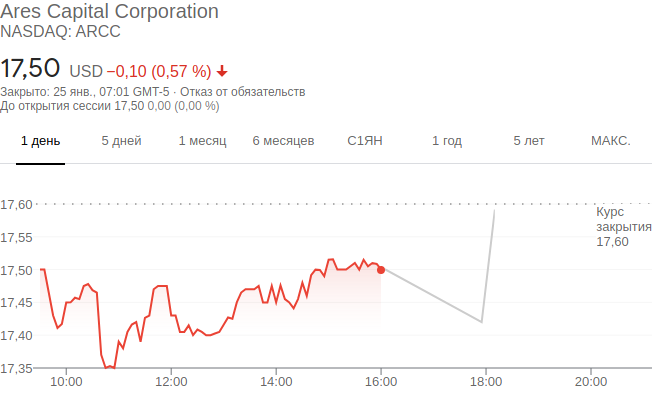 Ares Capital Corporation
NASDAQ: ARCC
17,50 USD −0,10 (0,57 %)
Закрыто: 25 янв., 07:01 GMT-5 · Отказ от обязательств
До открытия сессии 17,50 0,00 (0,00 %)
1 день 5 дней 1 месяц 6 месяцев С1ЯН 1 год 5 лет МАКС.
17,60
Курс
закрытия
17,60
17,55
17,50
17,45
17,40
17,35
10:00 12:00 14:00 16:00 18:00 20:00